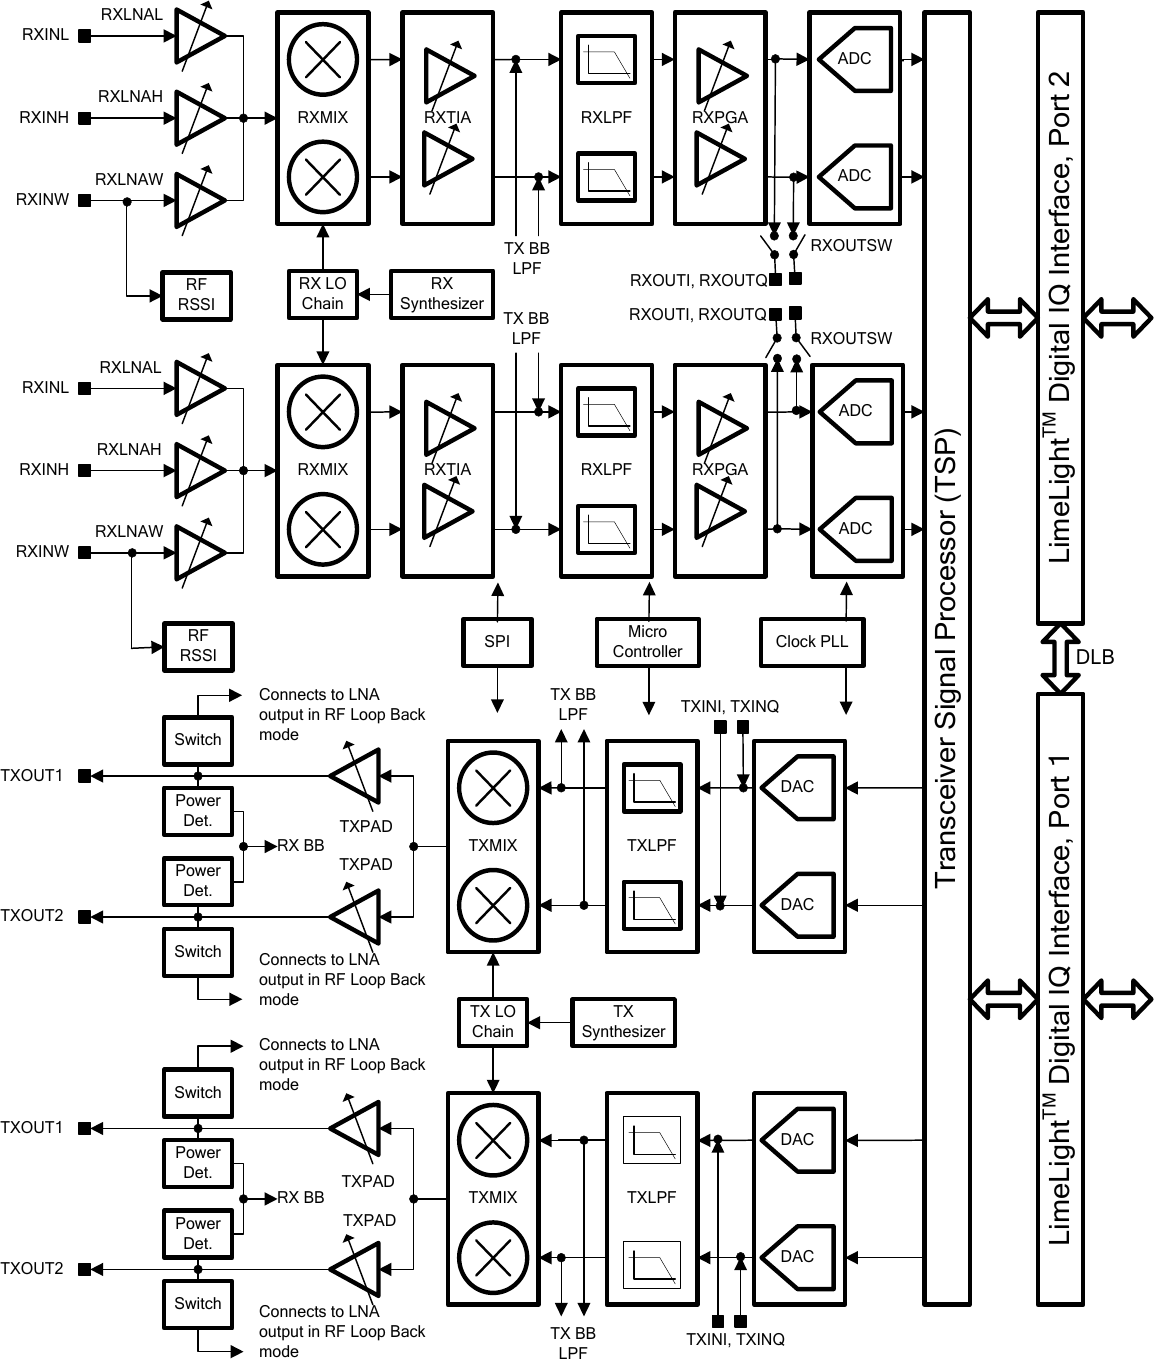 RXINL
RXLNAL
RXINH
RXLNAH
RXINW
RXLNAW
RF
RSSI
RXMIX
RXTIA
RXLPF
RXPGA
ADC
ADC
RX LO
Chain
RX
Synthesizer
TX BB
LPF
RXOUTSW
RXOUTI, RXOUTQ
RXOUTI, RXOUTQ
RXOUTSW
TX BB
LPF
RXINL
RXLNAL
RXINH
RXLNAH
RXINW
RXLNAW
RF
RSSI
RXMIX
RXTIA
RXLPF
RXPGA
ADC
ADC
SPI
Micro
Controller
Clock PLL
Connects to LNA
output in RF Loop Back
mode
Switch
TXOUT1
Power
Det.
RX BB
Power
Det.
TXOUT2
Switch
Connects to LNA
output in RF Loop Back
mode
TXPAD
TXPAD
TXMIX
TX BB
LPF
TXLPF
TXINI, TXINQ
DAC
DAC
TX LO
Chain
TX
Synthesizer
Connects to LNA
output in RF Loop Back
mode
Switch
TXOUT1
Power
Det.
RX BB
Power
Det.
TXOUT2
Switch
Connects to LNA
output in RF Loop Back
mode
TXPAD
TXPAD
TXMIX
TXLPF
DAC
DAC
TX BB
LPF
TXINI, TXINQ
Transceiver Signal Processor (TSP)
LimeLight™ Digital IQ Interface, Port 2
DLB
LimeLight™ Digital IQ Interface, Port 1